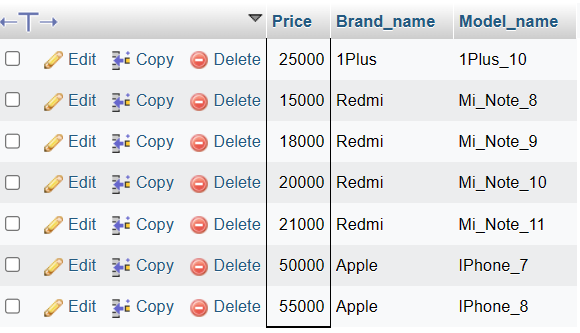 Price Brand_name Model_name
Edit Copy Delete 25000 1Plus 1Plus_10
Edit Copy Delete 15000 Redmi Mi_Note_8
Edit Copy Delete 18000 Redmi Mi_Note_9
Edit Copy Delete 20000 Redmi Mi_Note_10
Edit Copy Delete 21000 Redmi Mi_Note_11
Edit Copy Delete 50000 Apple IPhone_7
Edit Copy Delete 55000 Apple IPhone_8